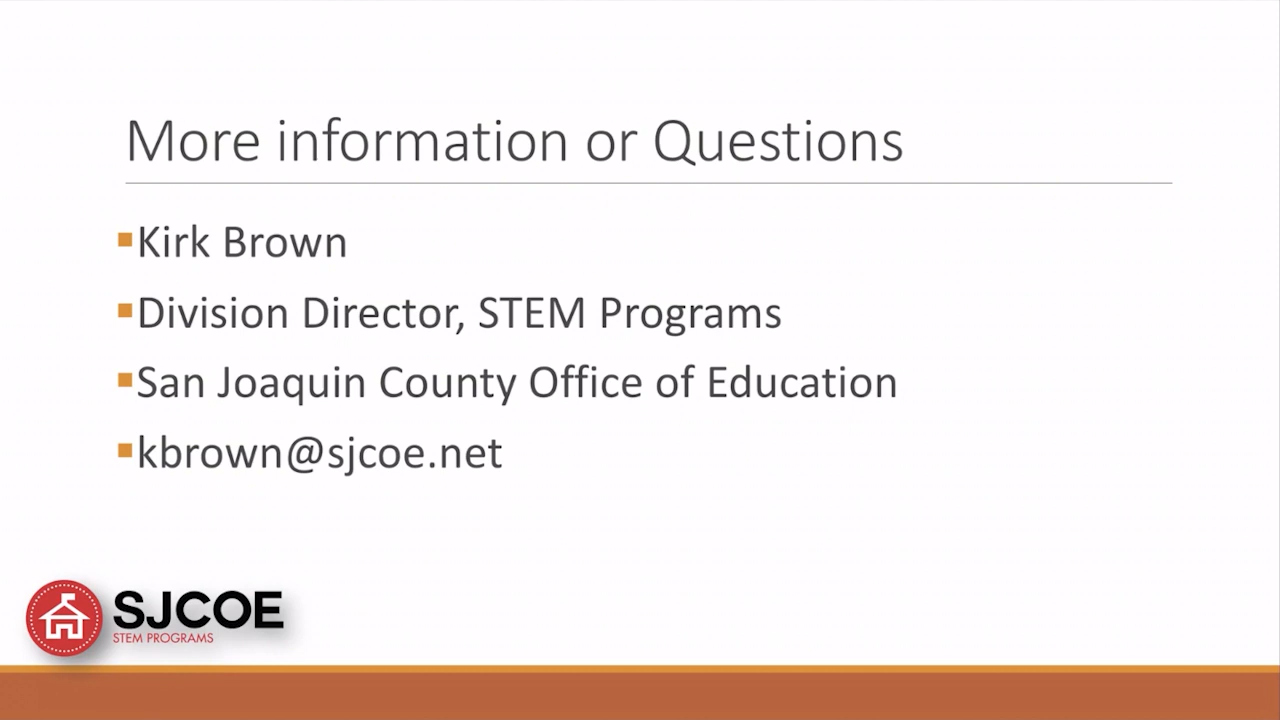 More information or Questions
Kirk Brown
Division Director, STEM Programs
San Joaquin County Office of Education
kbrown@sjcoe.net
SJCOE
STEM PROGRAMS